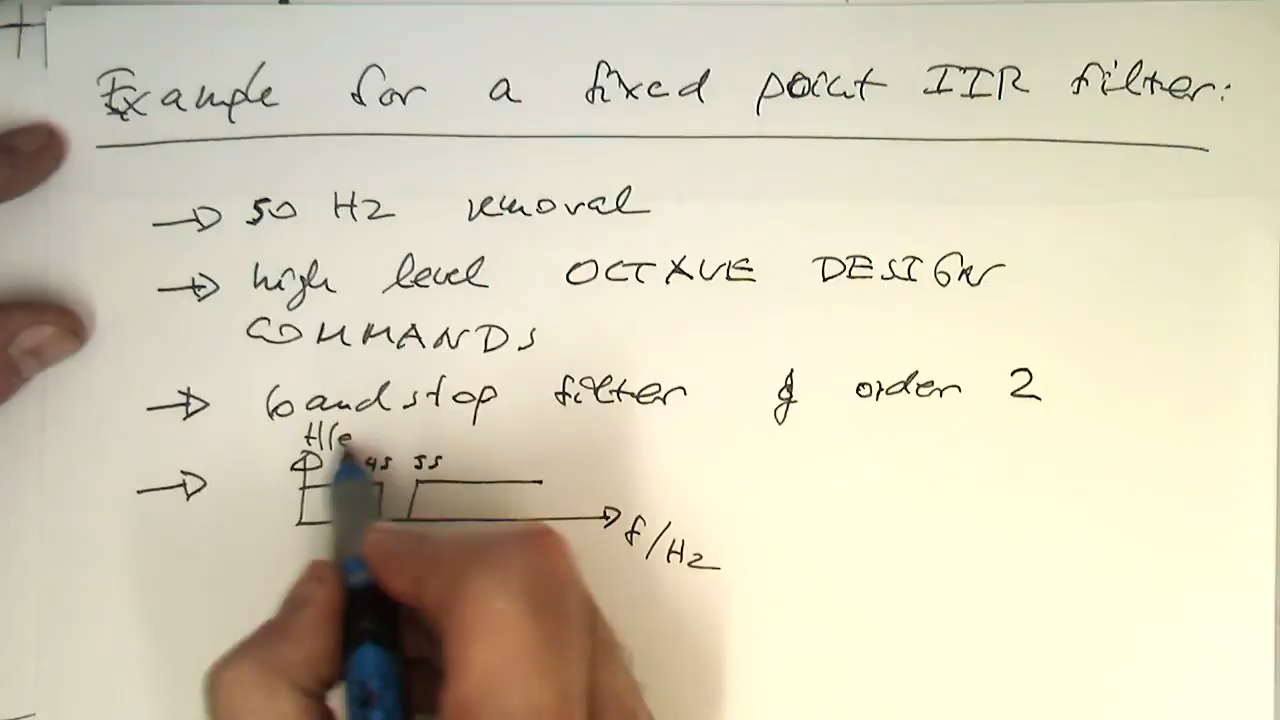 Example for a fixed point IIR filter:
→ 50 Hz removal
→ high level OCTAVE DESIGN
COMMANDS
→ bandstop filter of order 2
H(e
→ 45 55
f/Hz